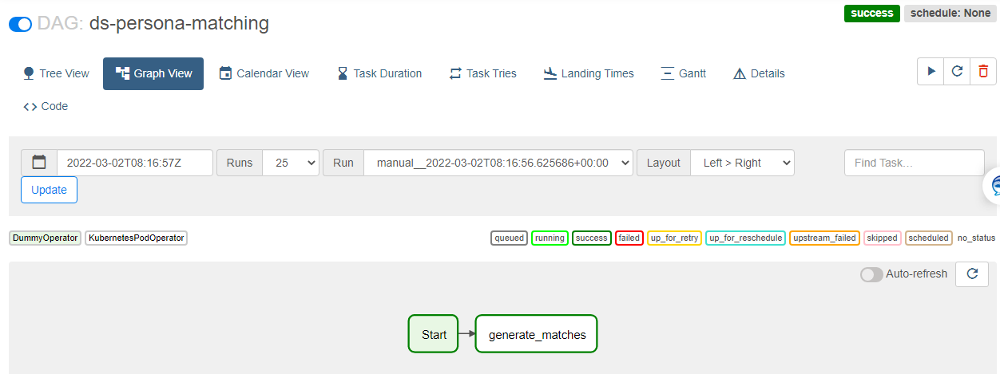 DAG: ds-persona-matching
success
schedule: None
Tree View
Graph View
Calendar View
Task Duration
Task Tries
Landing Times
Gantt
Details
Code
2022-03-02T08:16:57Z
Runs
25
Run
manual__2022-03-02T08:16:56.625686+00:00
Layout
Left > Right
Find Task...
Update
DummyOperator
KubernetesPodOperator
queued
running
success
failed
up_for_retry
up_for_reschedule
upstream_failed
skipped
scheduled
no_status
Auto-refresh
Start
generate_matches